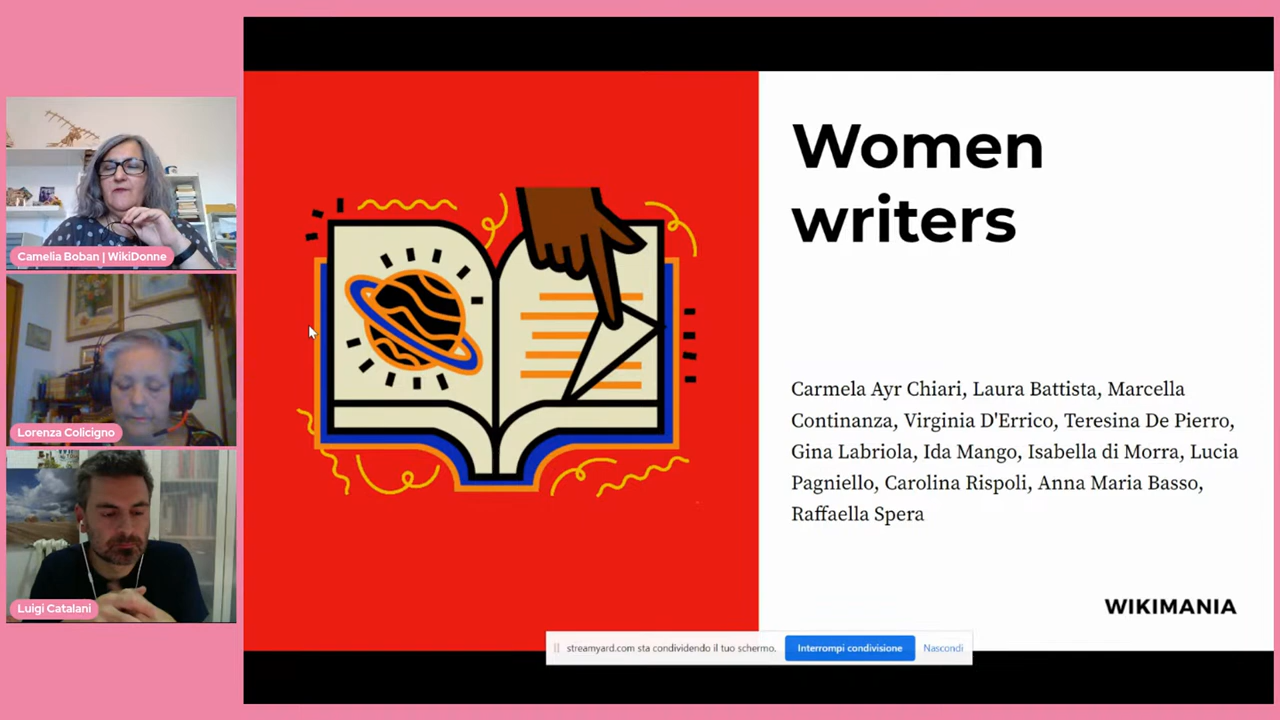 Camelia Boban | WikiDonne
Lorenza Colicigno
Luigi Catalani
Women
writers
Carmela Ayr Chiari, Laura Battista, Marcella
Continanza, Virginia D'Errico, Teresina De Pierro,
Gina Labriola, Ida Mango, Isabella di Morra, Lucia
Pagniello, Carolina Rispoli, Anna Maria Basso,
Raffaella Spera
WIKIMANIA
streamyard.com sta condividendo il tuo schermo. Interrompi condivisione Nascondi